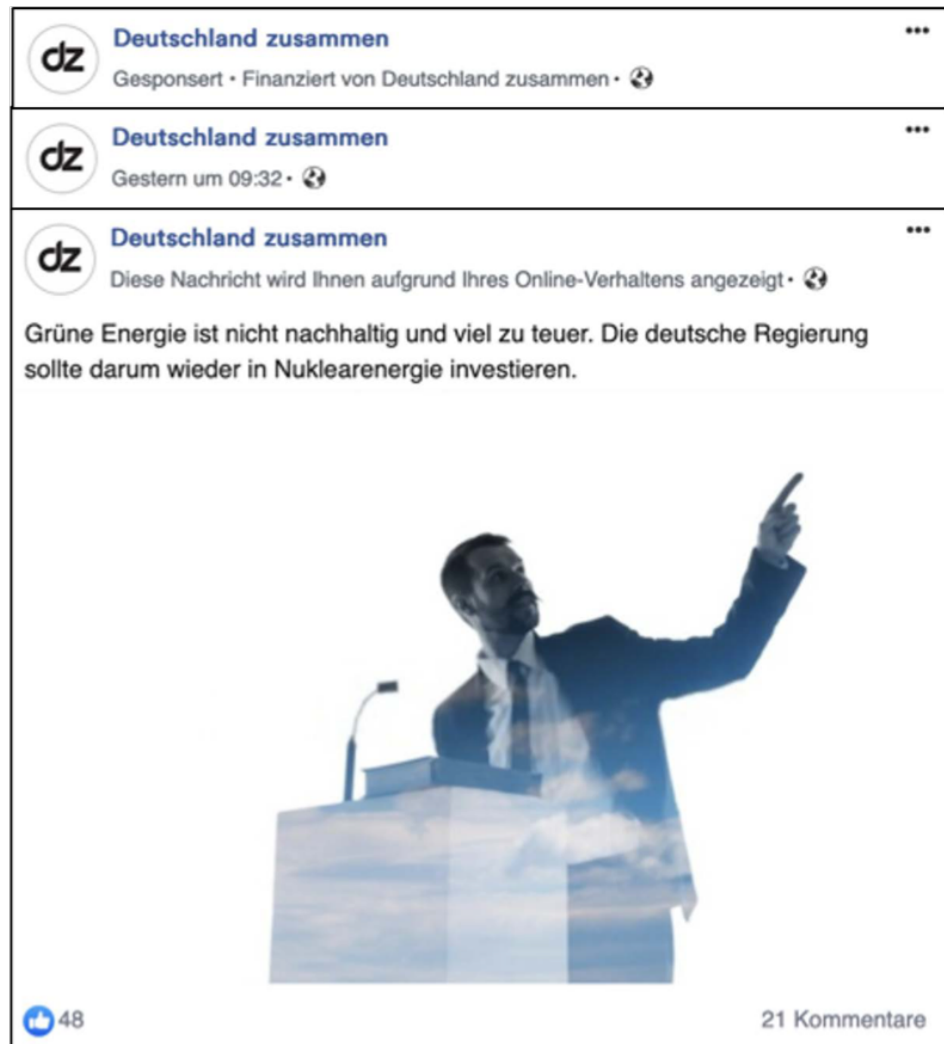 dz
Deutschland zusammen
Gesponsert • Finanziert von Deutschland zusammen •
dz
Deutschland zusammen
Gestern um 09:32 •
dz
Deutschland zusammen
Diese Nachricht wird Ihnen aufgrund Ihres Online-Verhaltens angezeigt •
Grüne Energie ist nicht nachhaltig und viel zu teuer. Die deutsche Regierung
sollte darum wieder in Nuklearenergie investieren.
48
21 Kommentare